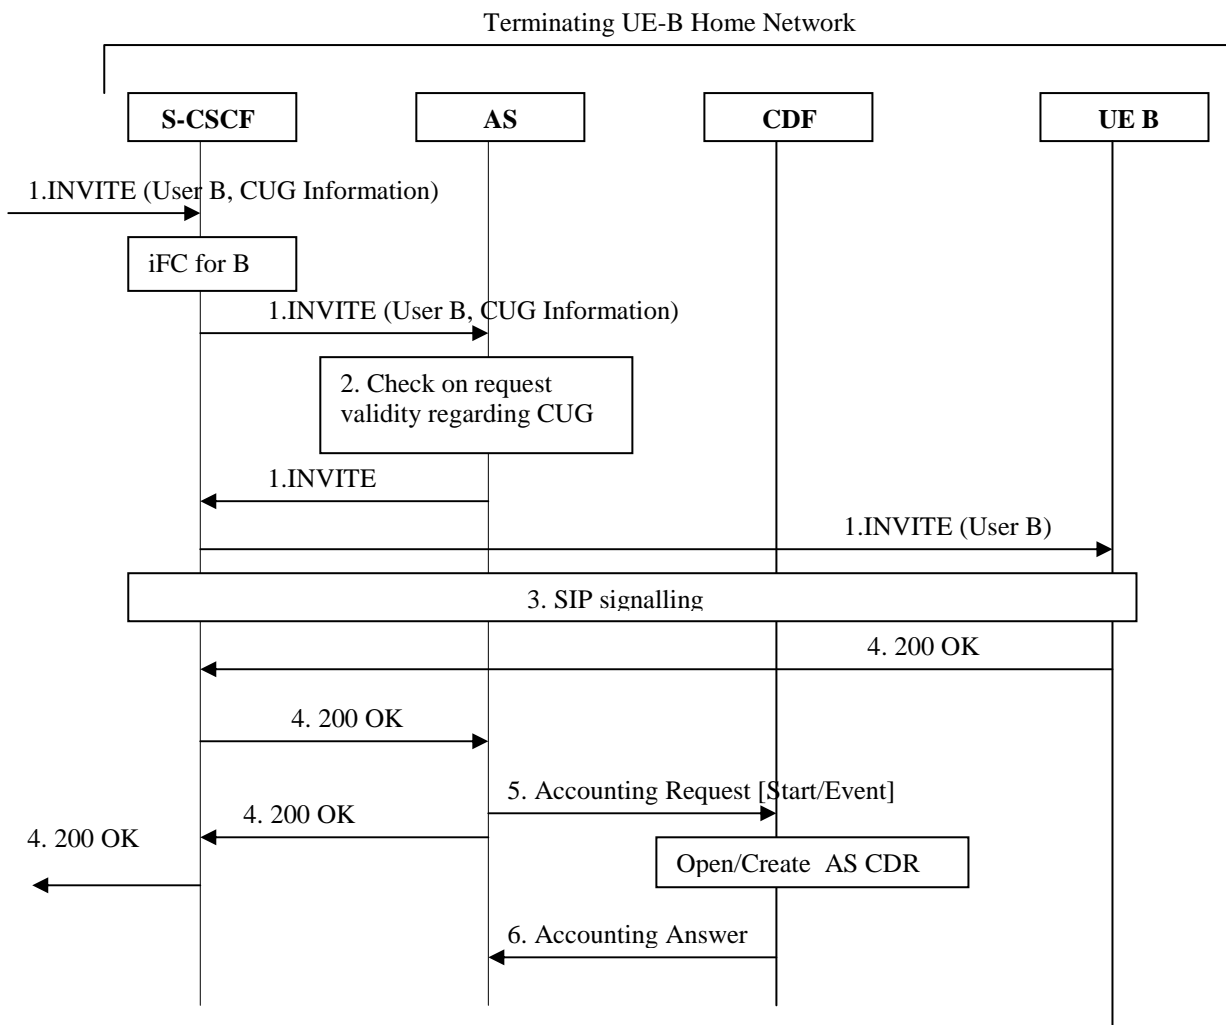 Terminating UE-B Home Network
S-CSCF
AS
CDF
UE B
1.INVITE (User B, CUG Information)
iFC for B
1.INVITE (User B, CUG Information)
2. Check on request
validity regarding CUG
1.INVITE
1.INVITE (User B)
3. SIP signalling
4. 200 OK
4. 200 OK
5. Accounting Request [Start/Event]
4. 200 OK
4. 200 OK
Open/Create AS CDR
6. Accounting Answer